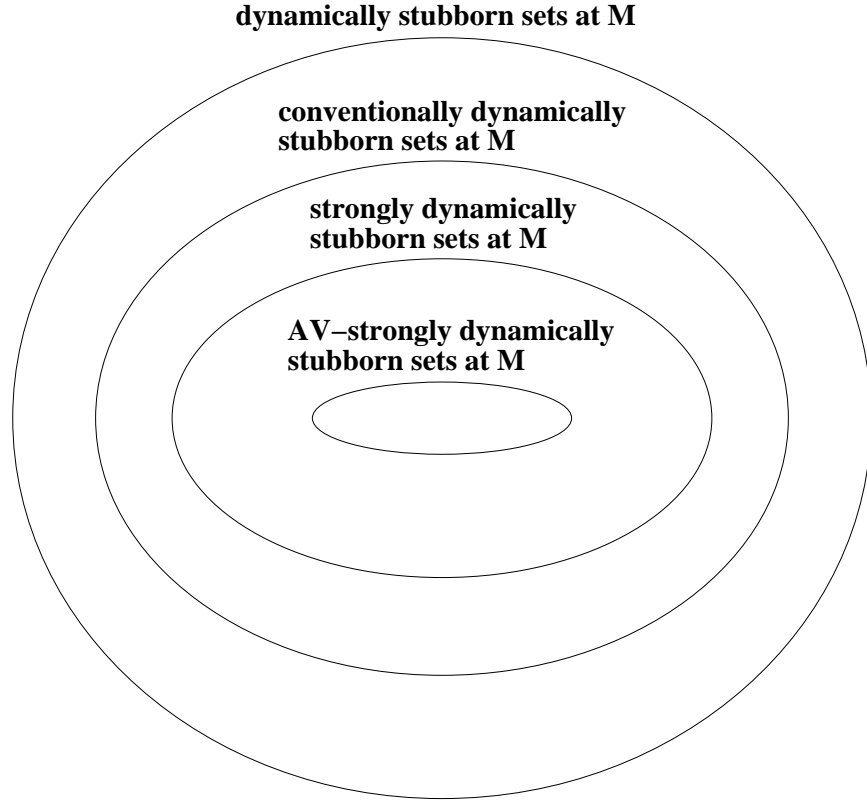 dynamically stubborn sets at M
conventionally dynamically
stubborn sets at M
strongly dynamically
stubborn sets at M
AV−strongly dynamically
stubborn sets at M